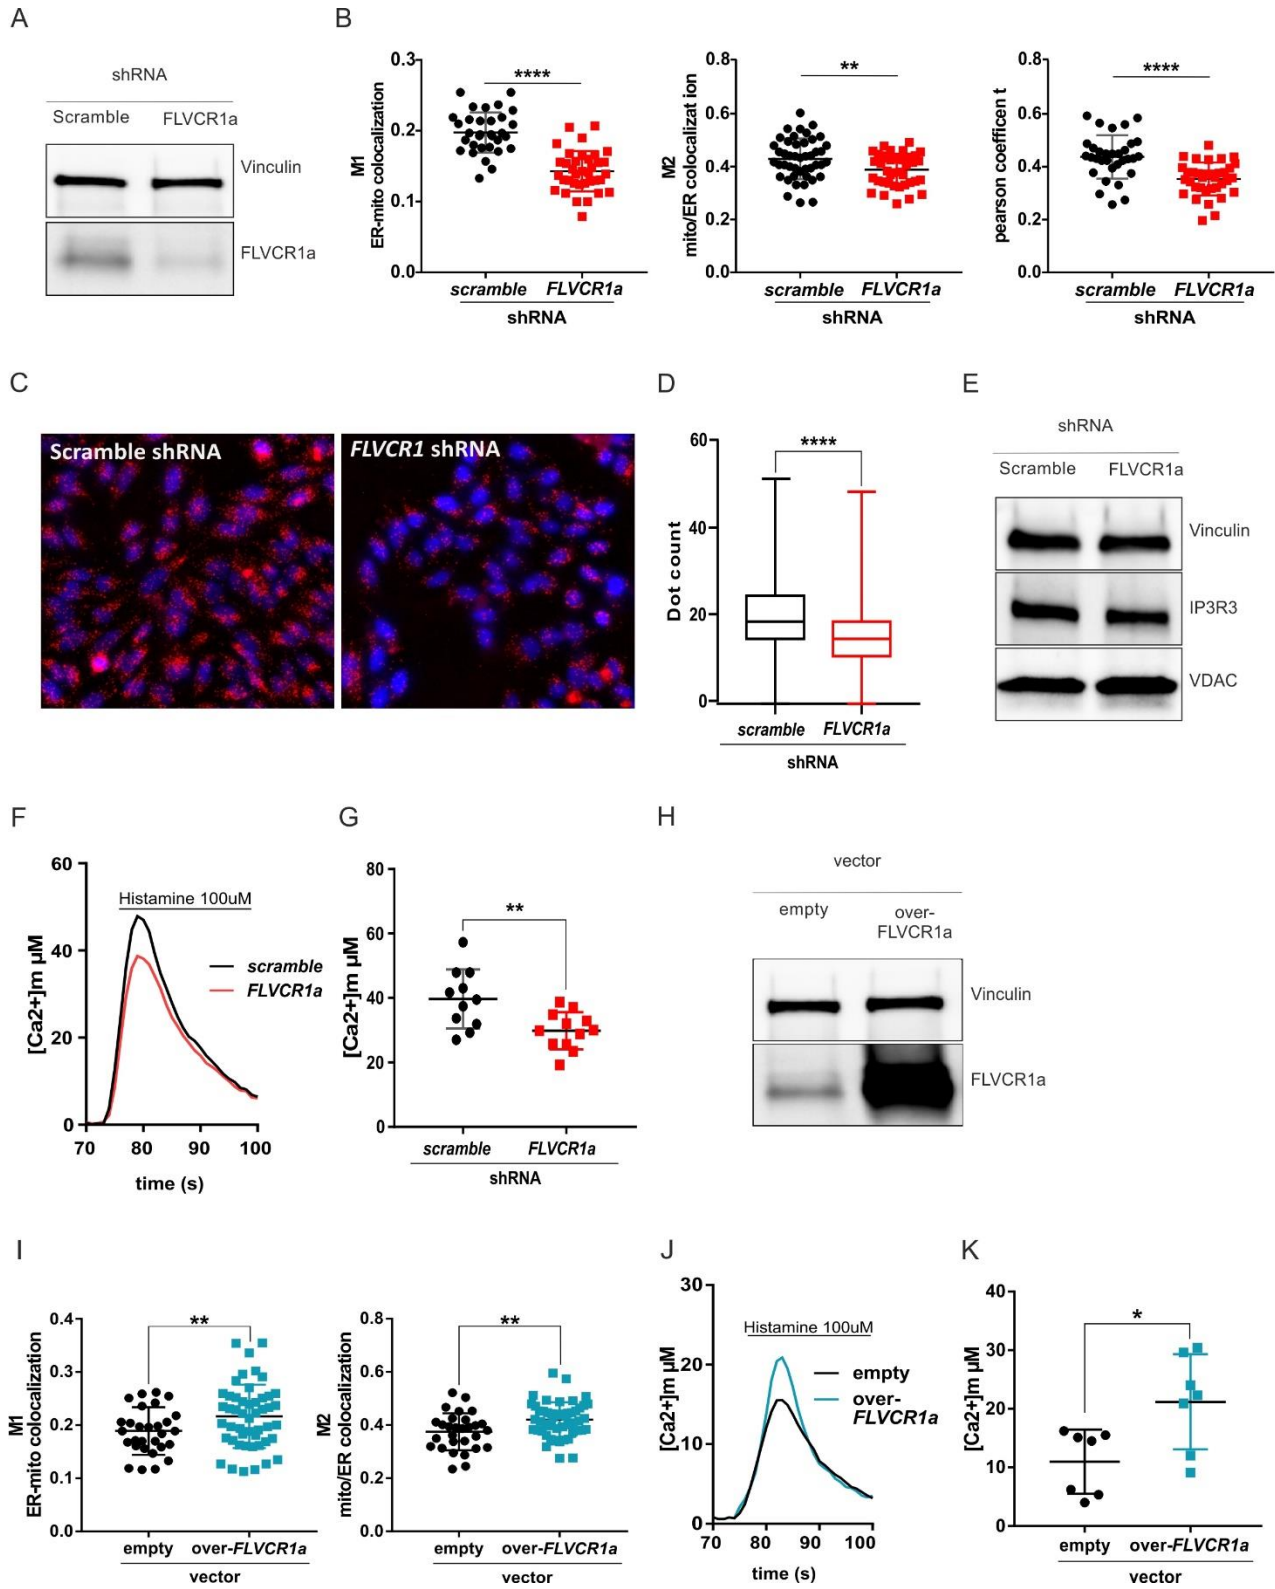 A
shRNA
Scramble FLVCR1a
Vinculin
FLVCR1a
B
0.3
0.2
0.1
0.0
M1
ER-mito colocalization
****
scramble FLVCR1a
shRNA
0.8
0.6
0.4
0.2
0.0
M2
mito/ER colocalizat ion
**
scramble FLVCR1a
shRNA
0.8
0.6
0.4
0.2
0.0
pearson coefficen t
****
scramble FLVCR1a
shRNA
C
Scramble shRNA
FLVCR1 shRNA
D
60
40
20
0
Dot count
****
scramble FLVCR1a
shRNA
E
shRNA
Scramble FLVCR1a
Vinculin
IP3R3
VDAC
F
60
40
20
0
[Ca2+]m µM
Histamine 100uM
scramble
FLVCR1a
70 80 90 100
time (s)
G
80
60
40
20
0
[Ca2+]m µM
**
scramble FLVCR1a
shRNA
H
vector
empty over-
FLVCR1a
Vinculin
FLVCR1a
I
0.4
0.3
0.2
0.1
0.0
M1
ER-mito colocalization
**
empty over-FLVCR1a
vector
0.8
0.6
0.4
0.2
0.0
M2
mito/ER colocalization
**
empty over-FLVCR1a
vector
J
30
20
10
0
[Ca2+]m µM
Histamine 100uM
empty
over-
FLVCR1a
70 80 90 100
time (s)
K
40
30
20
10
0
[Ca2+]m µM
*
empty over-FLVCR1a
vector